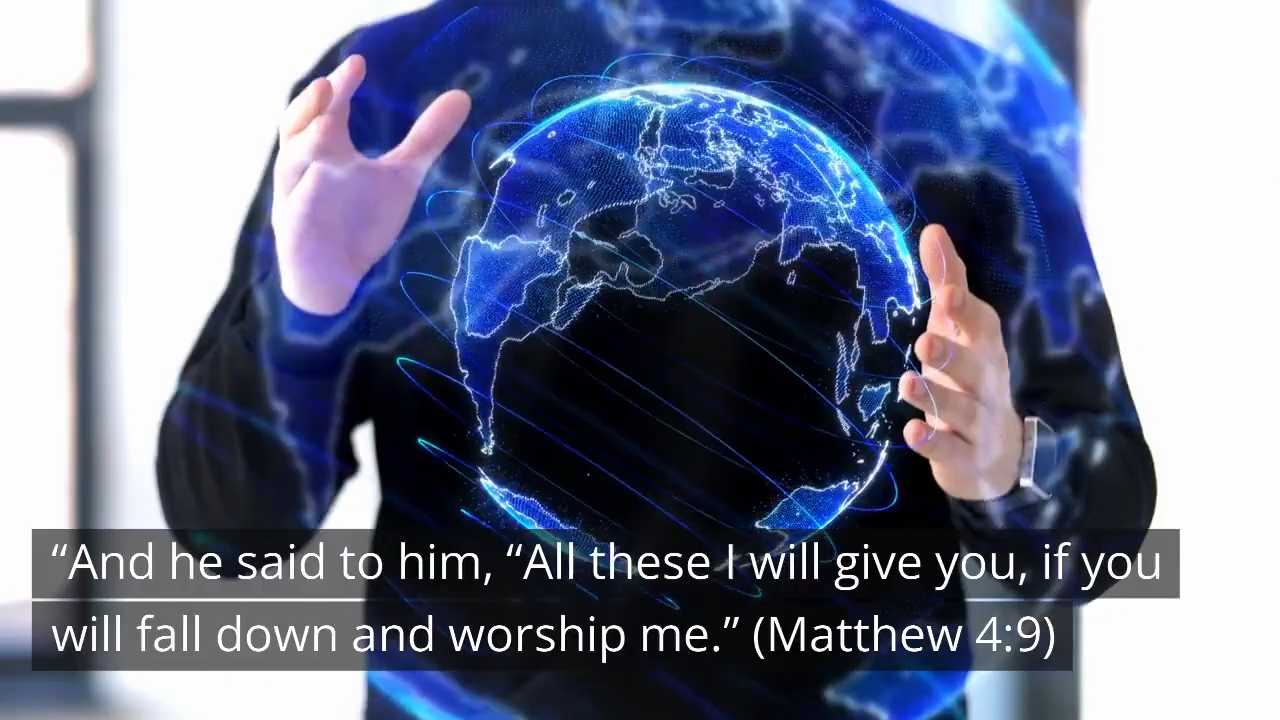 “And he said to him, “All these I will give you, if you
will fall down and worship me.” (Matthew 4:9)